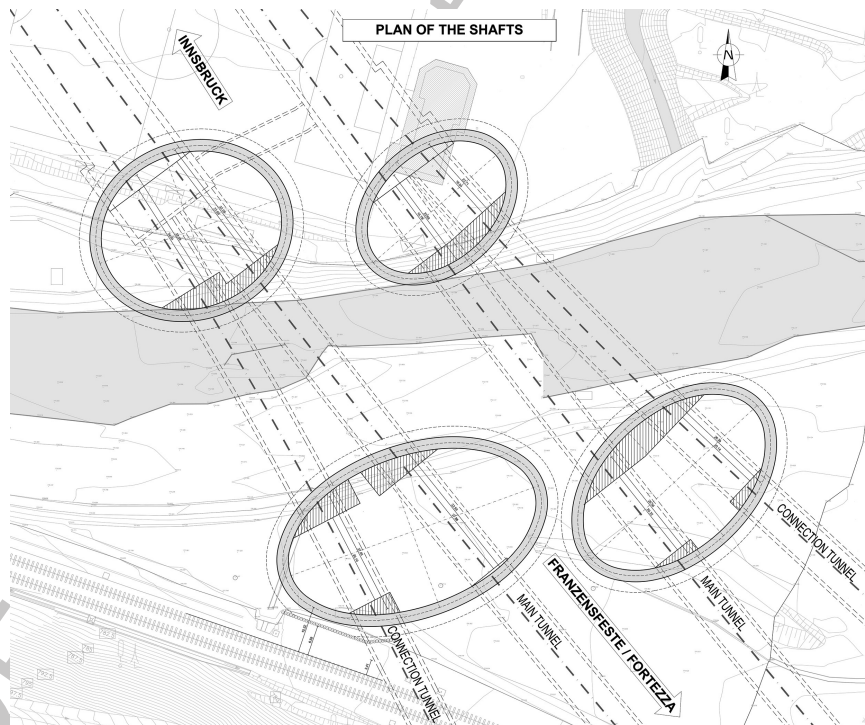 PLAN OF THE SHAFTS
INNSBRUCK
N
CONNECTION TUNNEL
MAIN TUNNEL
FRANZENSFESTE / FORTEZZA
MAIN TUNNEL
CONNECTION TUNNEL